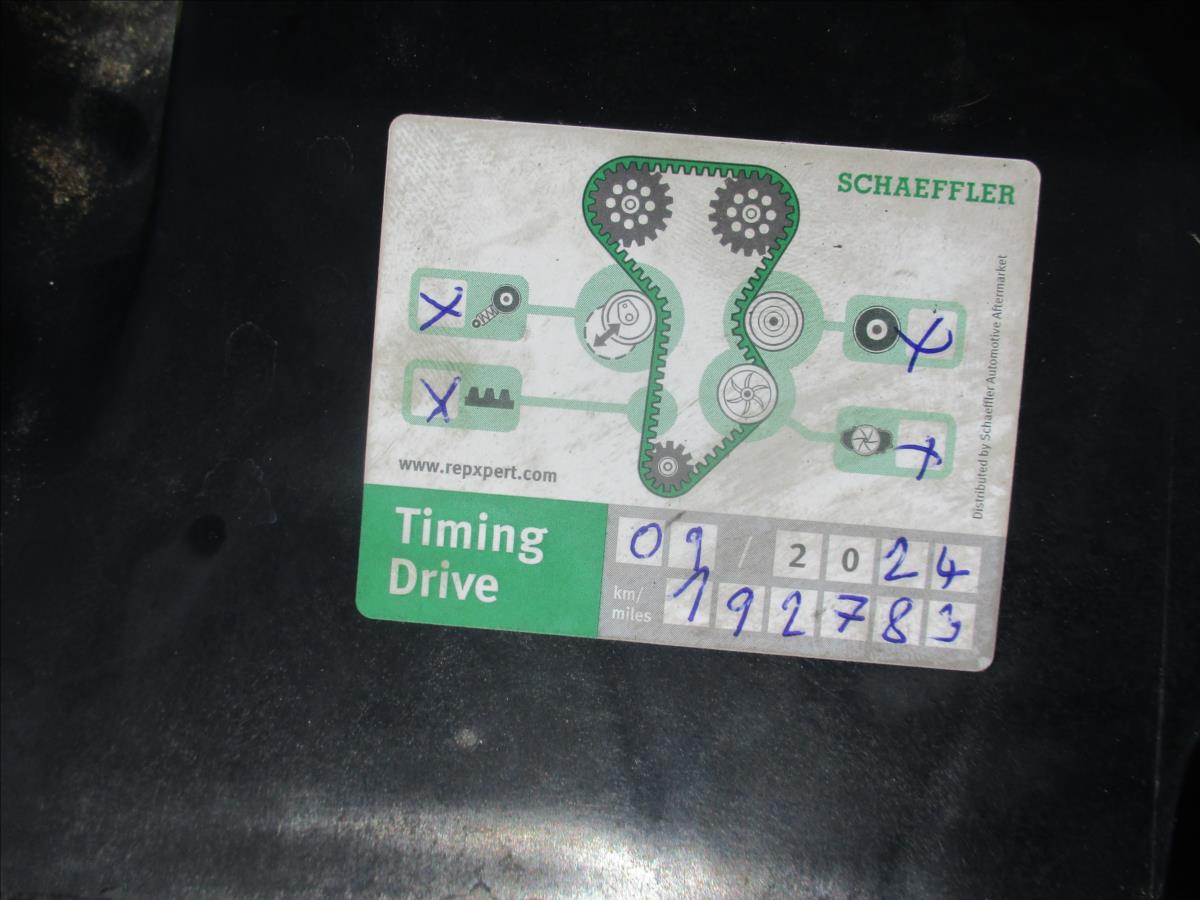 SCHAEFFLER
X
X
X
X
www.repxpert.com
Distributed by Schaeffler Automotive Aftermarket
Timing
Drive
09 / 2024
km/
miles
192783